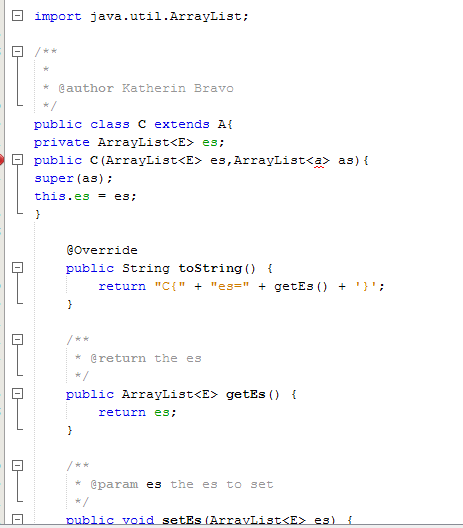 import java.util.ArrayList;
/**
 *
 * @author Katherin Bravo
 */
public class C extends A{
private ArrayList<E> es;
public C(ArrayList<E> es,ArrayList<a> as){
super(as);
this.es = es;
}
@Override
public String toString() {
return "C{" + "es=" + getEs() + '}';
}
/**
 * @return the es
 */
public ArrayList<E> getEs() {
return es;
}
/**
 * @param es the es to set
 */
public void setEs(ArrayList<E> es) {